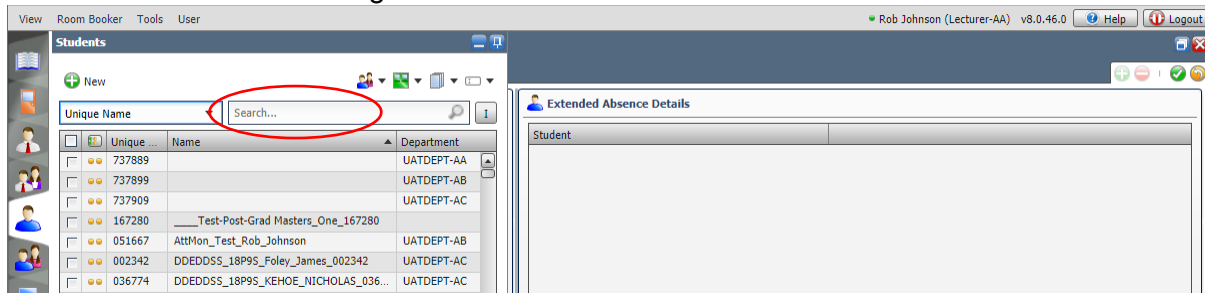 View Room Booker Tools User Rob Johnson (Lecturer-AA) v8.0.46.0 Help Logout
Students
New
Unique Name Search... I
Extended Absence Details
Student
Unique ... Name Department
737889 UATDEPT-AA
737899 UATDEPT-AB
737909 UATDEPT-AC
167280 ____Test-Post-Grad Masters_One_167280
051667 AttMon_Test_Rob_Johnson UATDEPT-AB
002342 DDEDDSS_18P9S_Foley_James_002342 UATDEPT-AC
036774 DDEDDSS_18P9S_KEHOE_NICHOLAS_036... UATDEPT-AC